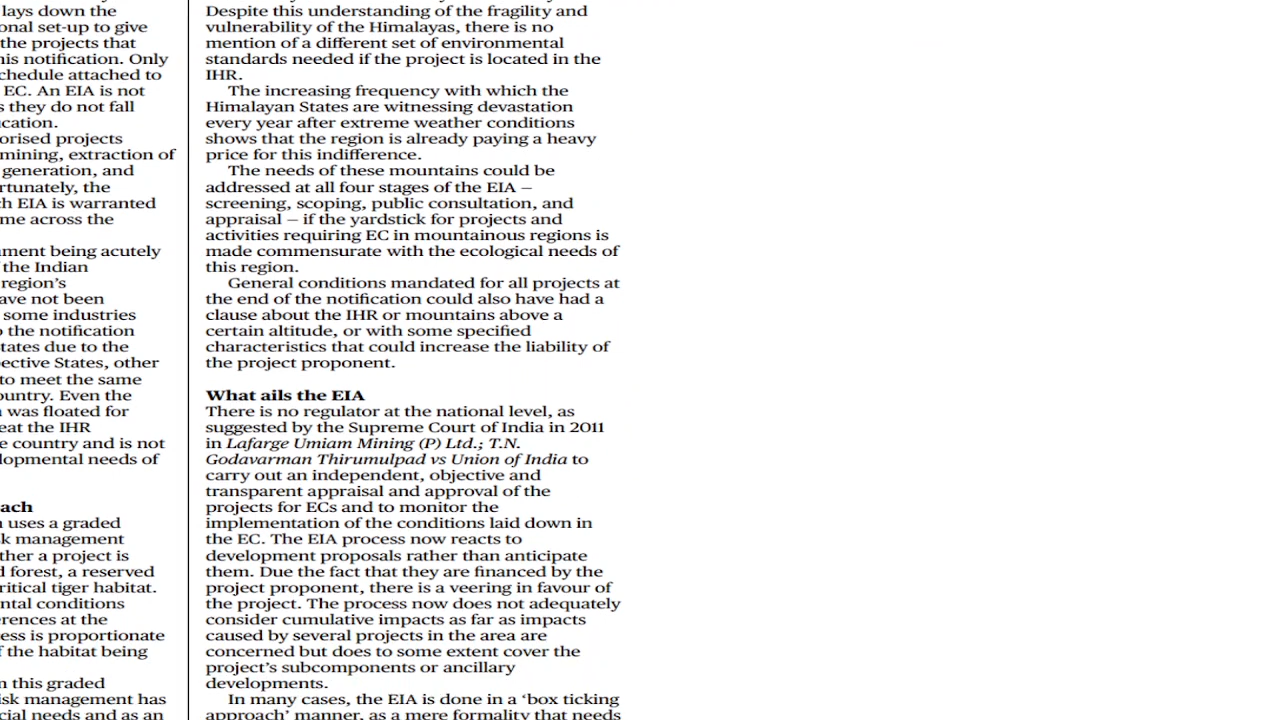 lays down the
onal set-up to give
the projects that
his notification. Only
chedule attached to
EC. An EIA is not
s they do not fall
ication.
orised projects
mining, extraction of
generation, and
rtunately, the
ch EIA is warranted
me across the
nment being acutely
the Indian
region’s
ave not been
some industries
o the notification
tates due to the
pective States, other
to meet the same
ountry. Even the
was floated for
eat the IHR
e country and is not
lopmental needs of
ach
n uses a graded
sk management
ther a project is
d forest, a reserved
ritical tiger habitat.
ntal conditions
erences at the
ess is proportionate
f the habitat being
n this graded
isk management has
cial needs and as an
Despite this understanding of the fragility and
vulnerability of the Himalayas, there is no
mention of a different set of environmental
standards needed if the project is located in the
IHR.
The increasing frequency with which the
Himalayan States are witnessing devastation
every year after extreme weather conditions
shows that the region is already paying a heavy
price for this indifference.
The needs of these mountains could be
addressed at all four stages of the EIA –
screening, scoping, public consultation, and
appraisal – if the yardstick for projects and
activities requiring EC in mountainous regions is
made commensurate with the ecological needs of
this region.
General conditions mandated for all projects at
the end of the notification could also have had a
clause about the IHR or mountains above a
certain altitude, or with some specified
characteristics that could increase the liability of
the project proponent.
What ails the EIA
There is no regulator at the national level, as
suggested by the Supreme Court of India in 2011
in Lafarge Umiam Mining (P) Ltd.; T.N.
Godavarman Thirumulpad vs Union of India to
carry out an independent, objective and
transparent appraisal and approval of the
projects for ECs and to monitor the
implementation of the conditions laid down in
the EC. The EIA process now reacts to
development proposals rather than anticipate
them. Due the fact that they are financed by the
project proponent, there is a veering in favour of
the project. The process now does not adequately
consider cumulative impacts as far as impacts
caused by several projects in the area are
concerned but does to some extent cover the
project’s subcomponents or ancillary
developments.
In many cases, the EIA is done in a ‘box ticking
approach’ manner, as a mere formality that needs